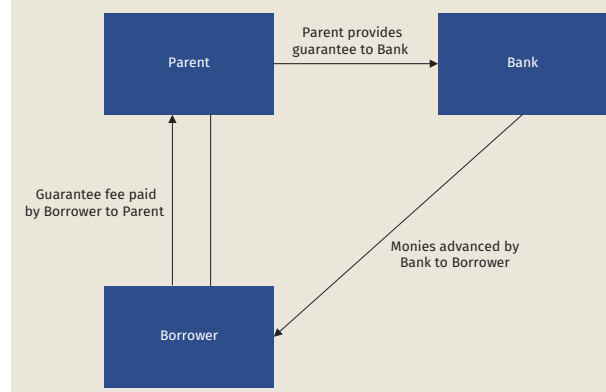 Parent provides
guarantee to Bank
Parent
Bank
Guarantee fee paid
by Borrower to Parent
Monies advanced by
Bank to Borrower
Borrower